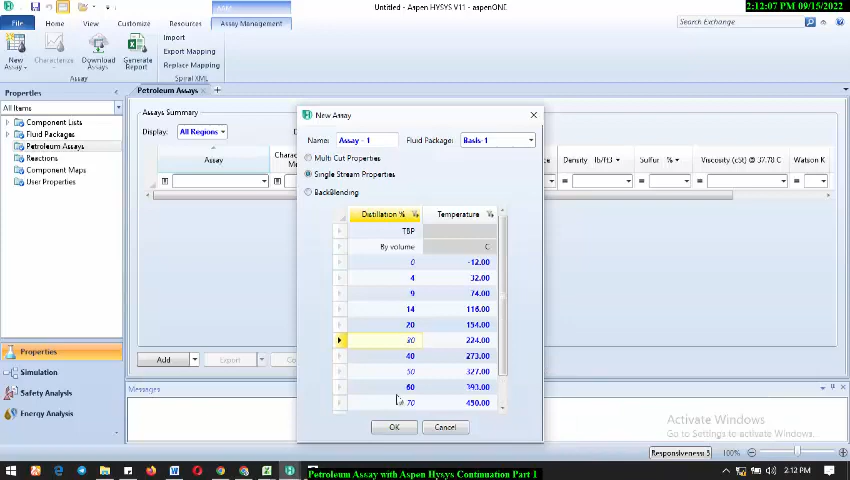 Untitled - Aspen HYSYS V11 - aspenONE
2:12:07 PM 09/15/2022
File
Home
View
Customize
Resources
Assay Management
Search Exchange
New
Assay
Characterize
Download
Assays
Generate
Report
Import
Export Mapping
Replace Mapping
Assay
Spiral XML
Properties
All Items
Component Lists
Fluid Packages
Petroleum Assays
Reactions
Component Maps
User Properties
Properties
Simulation
Safety Analysis
Energy Analysis
Petroleum Assays
Assays Summary
Display:
All Regions
Assay
Density
lb/ft3
Sulfur
%
Viscosity (cSt) @ 37.78 C
Watson K
Add
Export
New Assay
Name:
Assay - 1
Fluid Package:
Basis-1
Multi Cut Properties
Single Stream Properties
BackBlending
Distillation % Temperature
TBP
By volume C
0 -12.00
4 32.00
9 74.00
14 116.00
20 154.00
30 224.00
40 273.00
50 327.00
60 393.00
70 450.00
OK
Cancel
Messages
Activate Windows
Go to Settings to activate Windows.
100%
2:12 PM
Petroleum Assay with Aspen Hysys Continuation Part 1